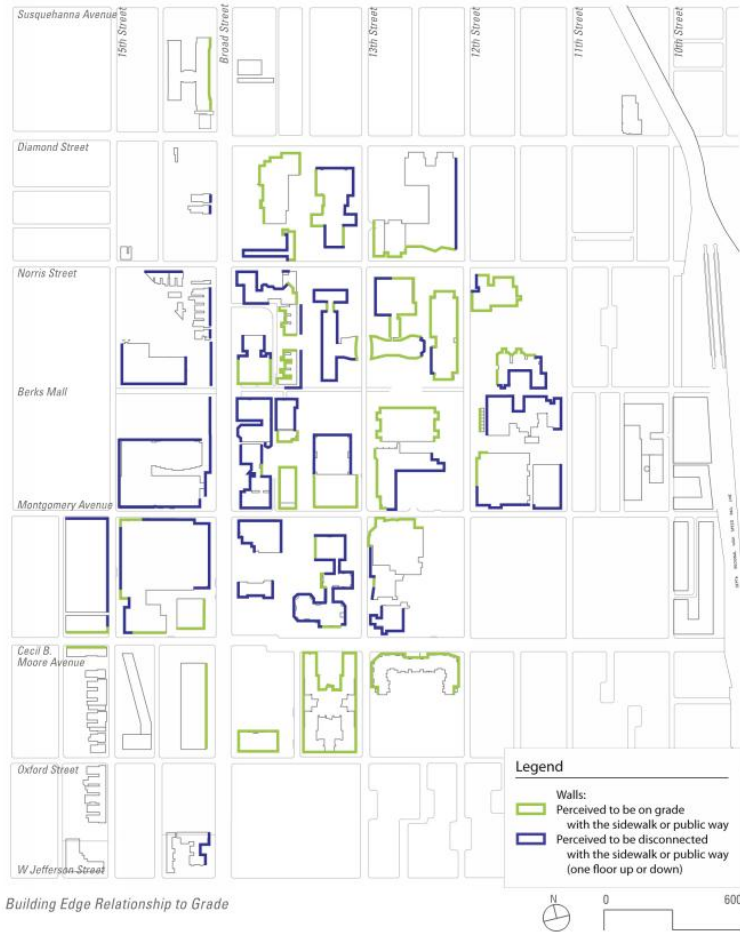 Susquehanna Avenue
15th Street
Broad Street
13th Street
12th Street
11th Street
10th Street
Diamond Street
Norris Street
Berks Mall
Montgomery Avenue
Cecil B.
Moore Avenue
Oxford Street
W Jefferson Street
Legend
Walls:
Perceived to be on grade
with the sidewalk or public way
Perceived to be disconnected
with the sidewalk or public way
(one floor up or down)
Building Edge Relationship to Grade
N
0
600